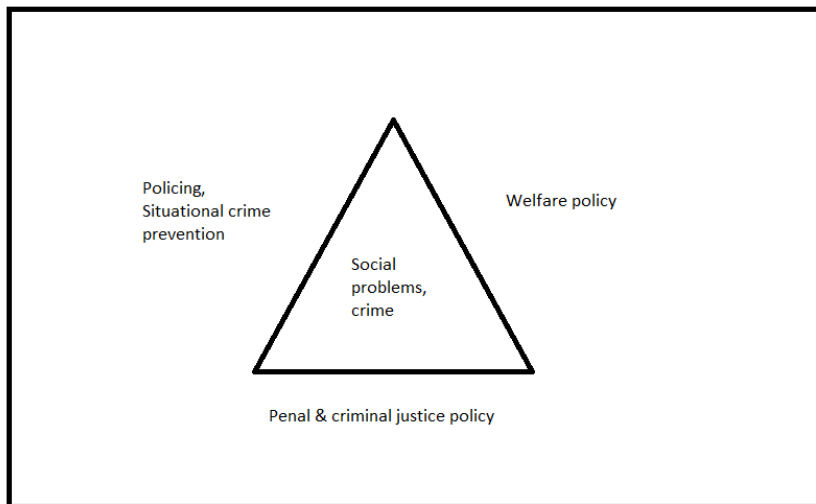 Policing,
Situational crime
prevention
Welfare policy
Social
problems,
crime
Penal & criminal justice policy